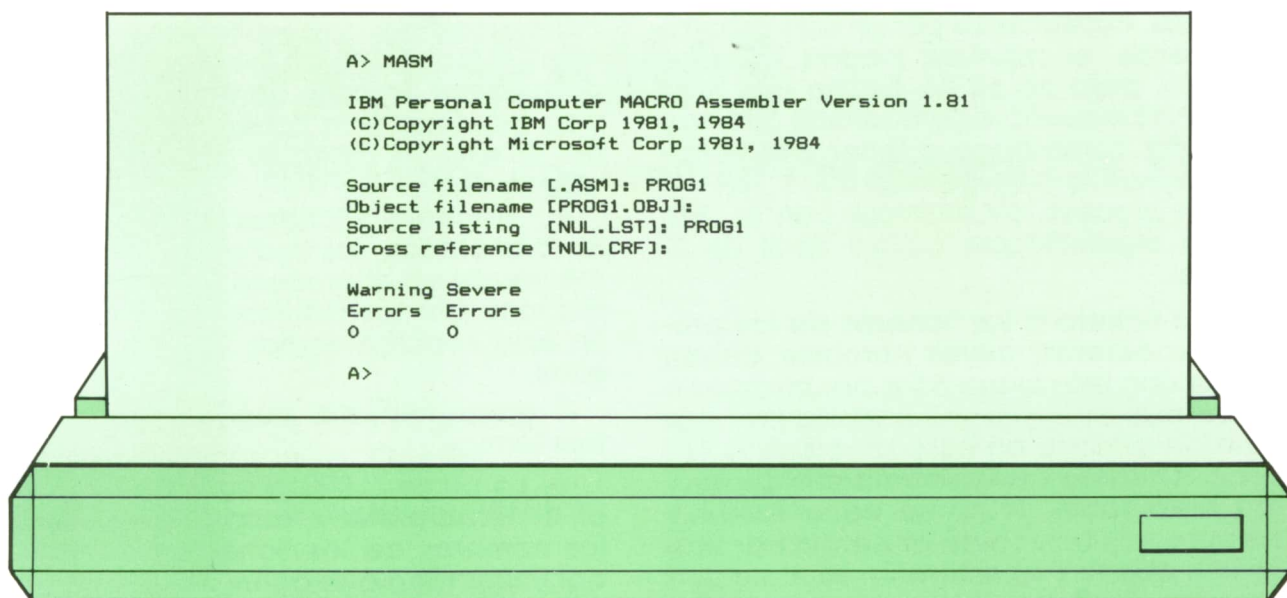 A> MASM
IBM Personal Computer MACRO Assembler Version 1.81
(C)Copyright IBM Corp 1981, 1984
(C)Copyright Microsoft Corp 1981, 1984
Source filename [.ASM]: PROG1
Object filename [PROG1.OBJ]:
Source listing  [NUL.LST]: PROG1
Cross reference [NUL.CRF]:
Warning Severe
Errors  Errors
0       0
A>